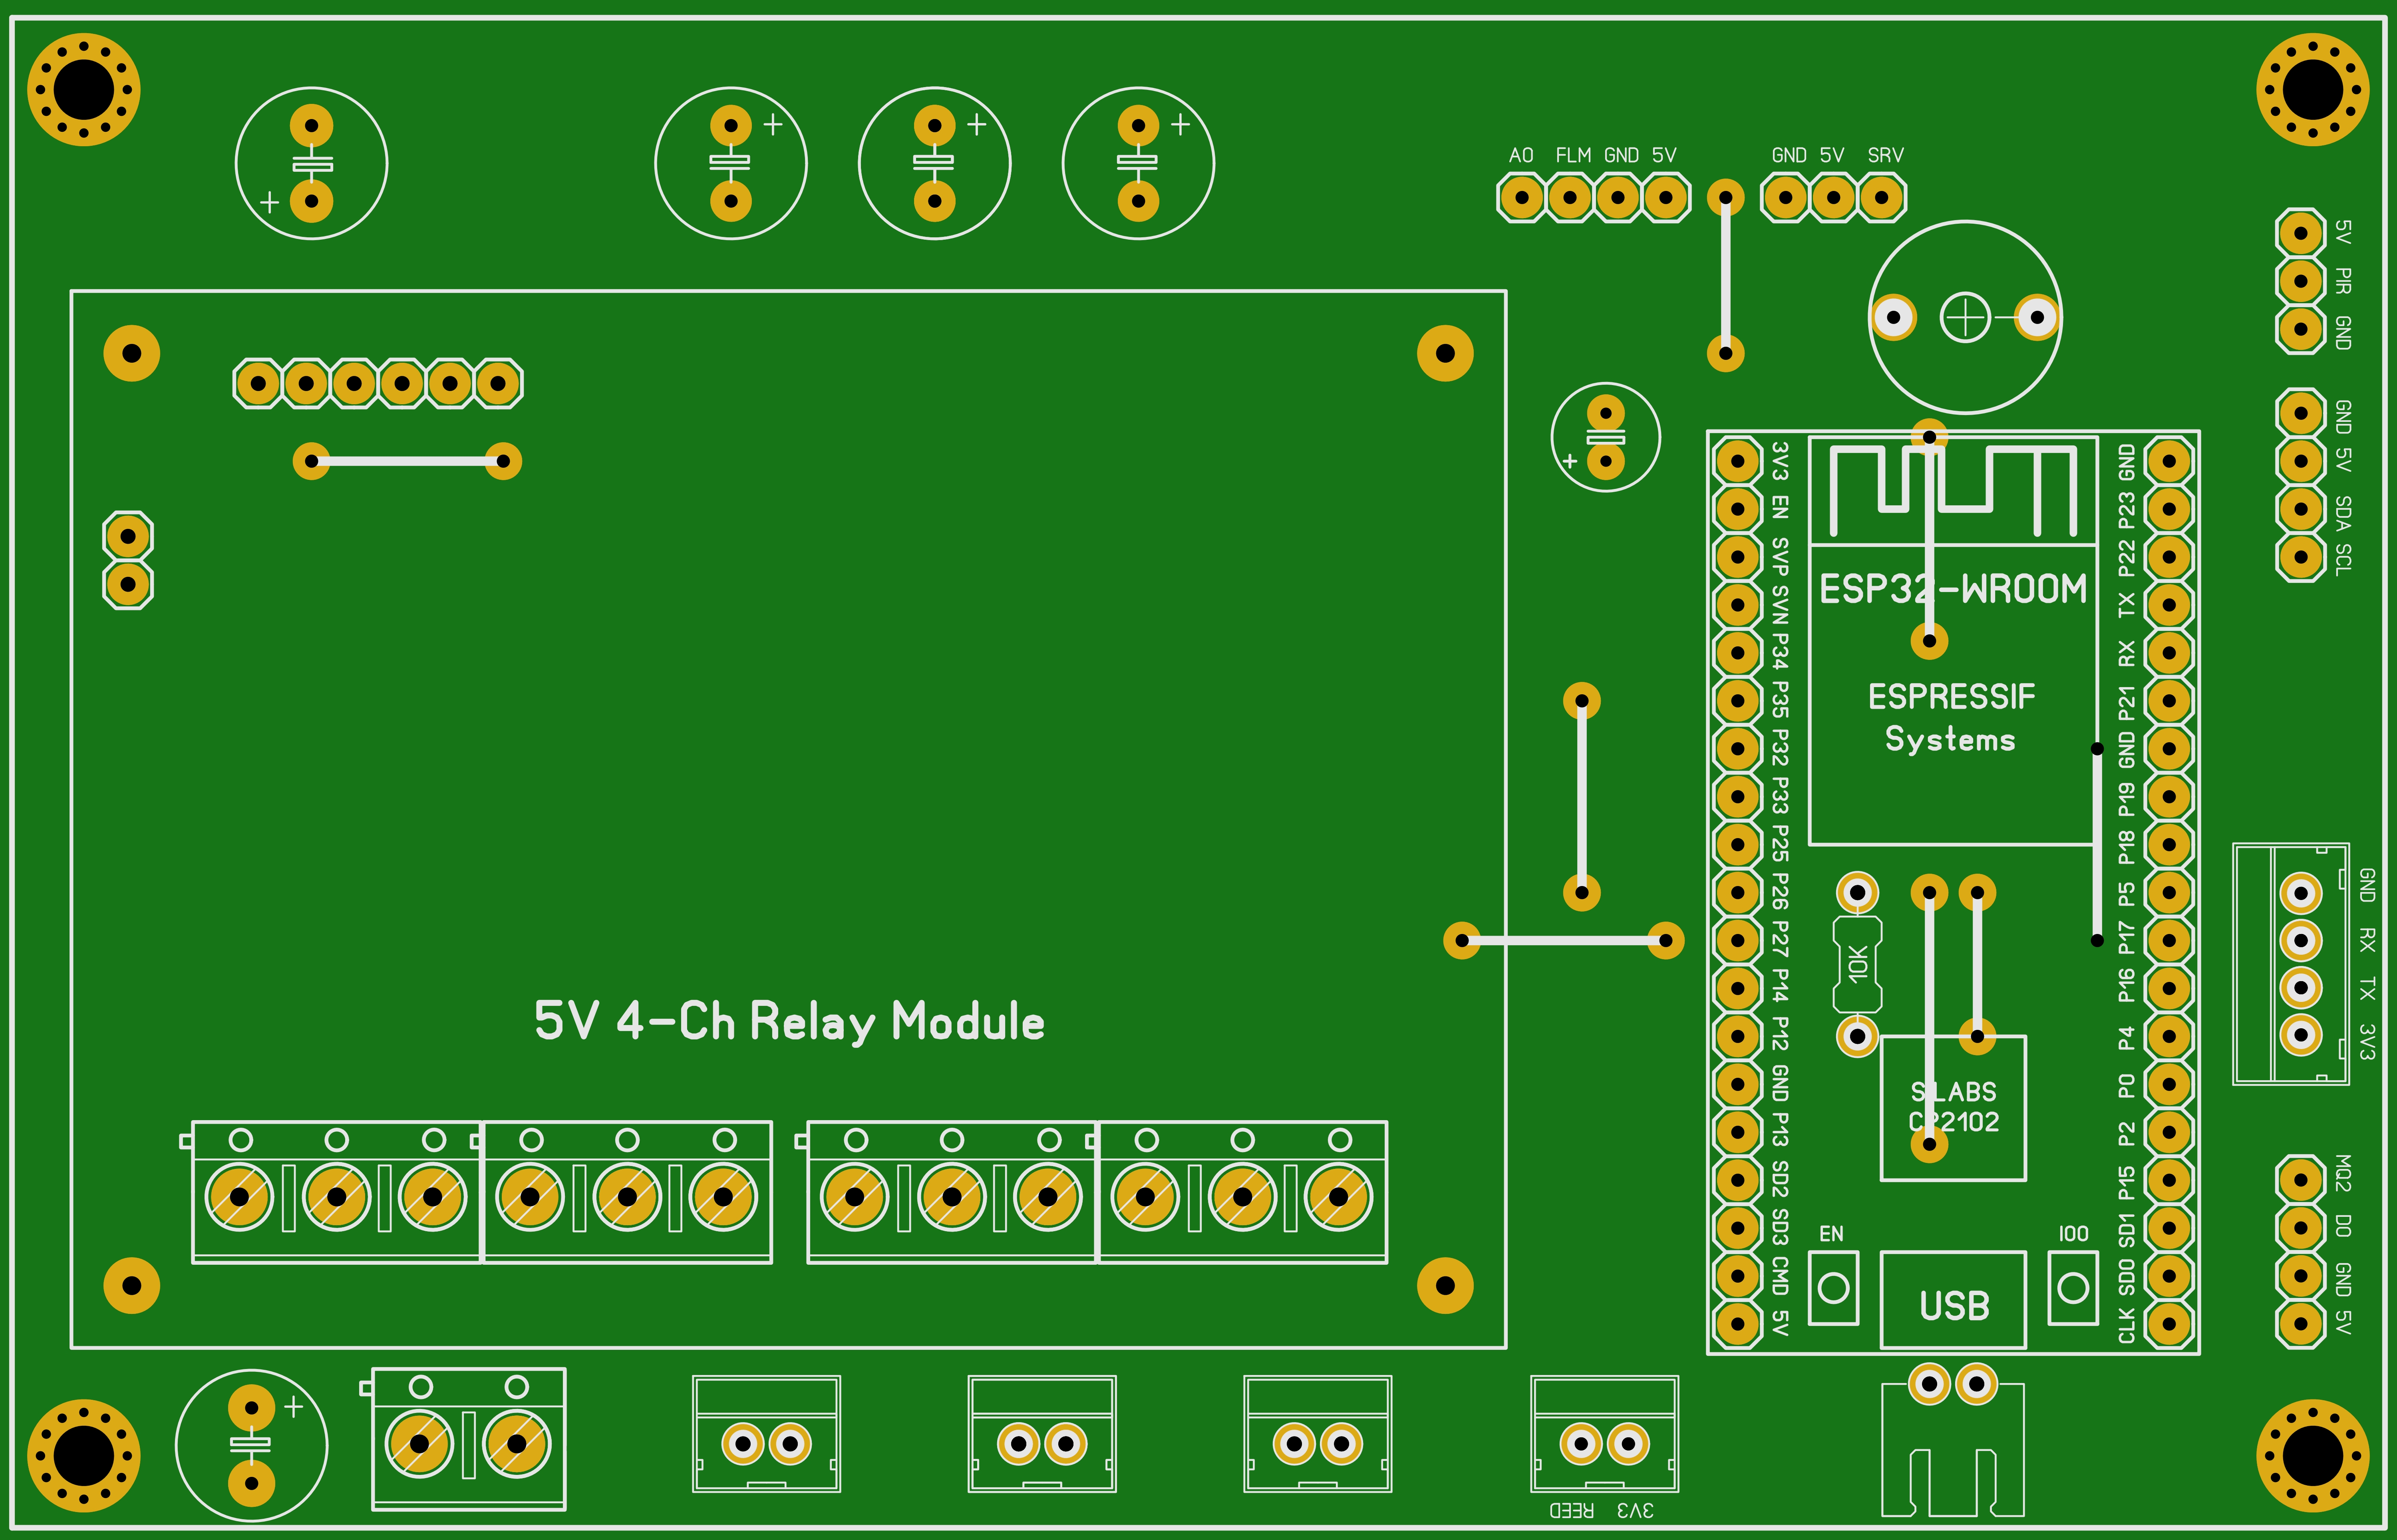 AO FLM GND 5V
GND 5V SRV
5V
PIR
GND
GND
5V
SDA
SCL
3V3
EN
SVP
SVN
P34
P35
P32
P33
P25
P26
P27
P14
P12
GND
P13
SD2
SD3
CMD
5V
ESP32-WROOM
ESPRESSIF
Systems
10K
SILABS
CP2102
EN
IO0
USB
GND
P23
P22
TX
RX
P21
GND
P19
P18
P5
P17
P16
P4
P0
P2
P15
SD1
SD0
CLK
GND
RX
TX
3V3
MQ2
DO
GND
5V
5V 4-Ch Relay Module
REED 3V3